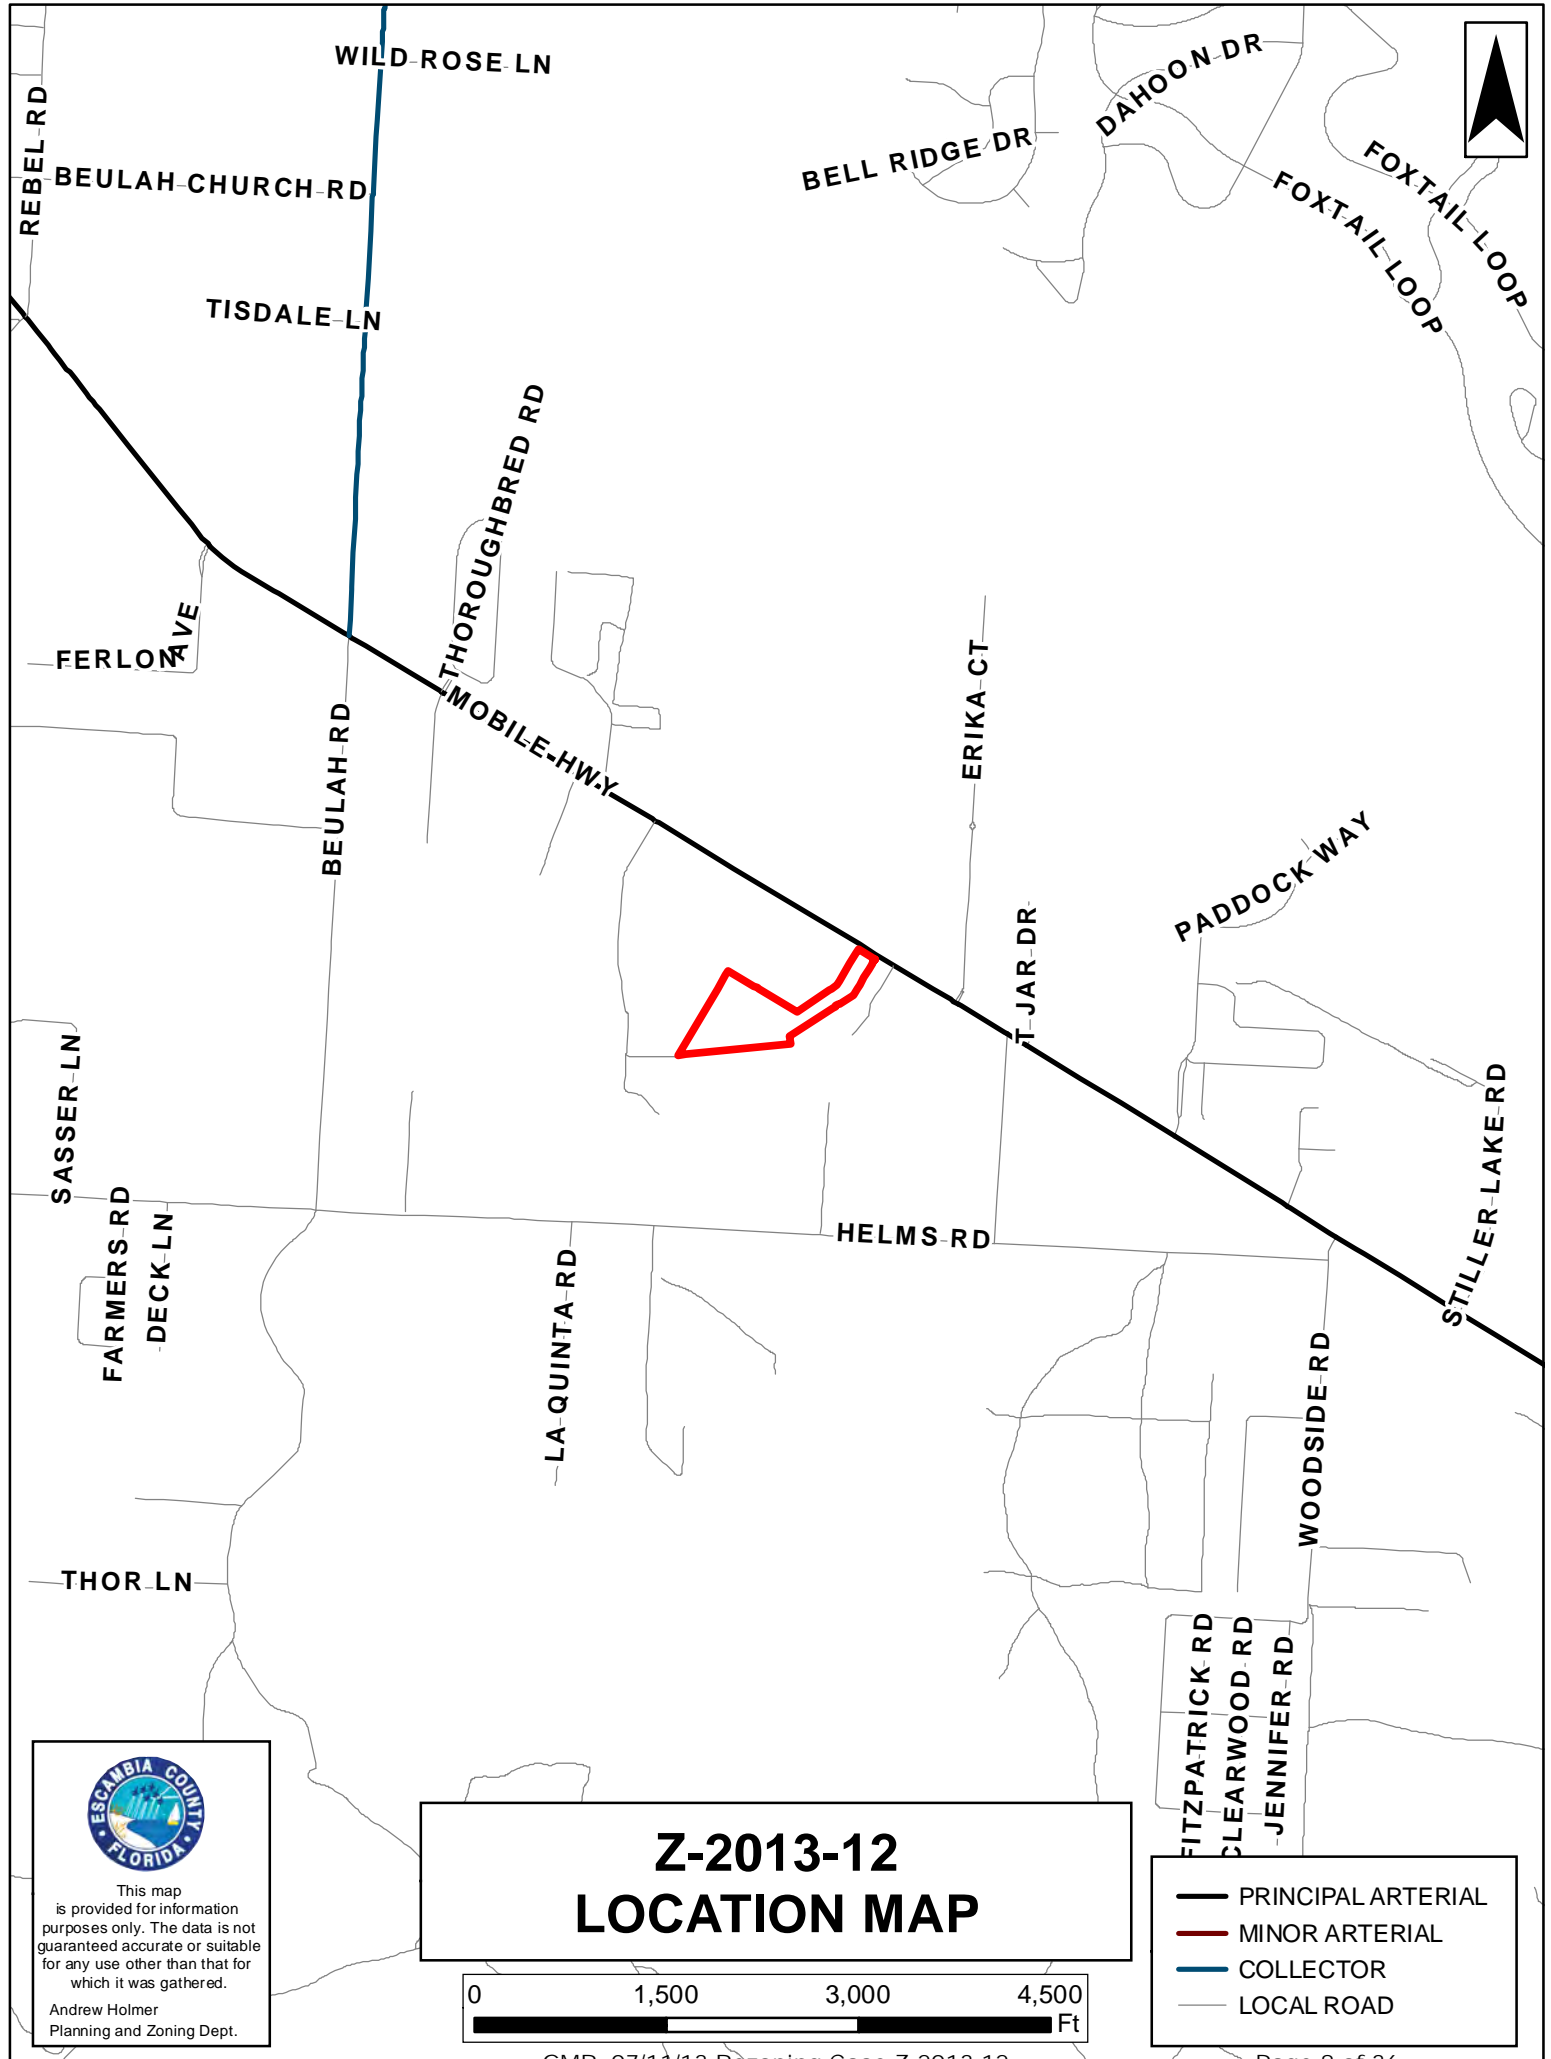 WILD ROSE LN
DAHOON DR
REBEL RD
BELL RIDGE DR
FOXTAIL LOOP
BEULAH CHURCH RD
FOXTAIL LOOP
TISDALE LN
THOROUGHBRED RD
FERLON AVE
MOBILE HWY
BEULAH RD
ERIKA CT
PADDOCK WAY
T JAR DR
SASSER LN
STILLER LAKE RD
FARMERS RD
DECK LN
HELMS RD
LA QUINTA RD
WOODSIDE RD
THOR LN
FITZPATRICK RD
CLEARWOOD RD
JENNIFER RD
ESCAMBIA COUNTY
FLORIDA
This map
is provided for information
purposes only. The data is not
guaranteed accurate or suitable
for any use other than that for
which it was gathered.
Andrew Holmer
Planning and Zoning Dept.
Z-2013-12
LOCATION MAP
0 1,500 3,000 4,500
Ft
PRINCIPAL ARTERIAL
MINOR ARTERIAL
COLLECTOR
LOCAL ROAD